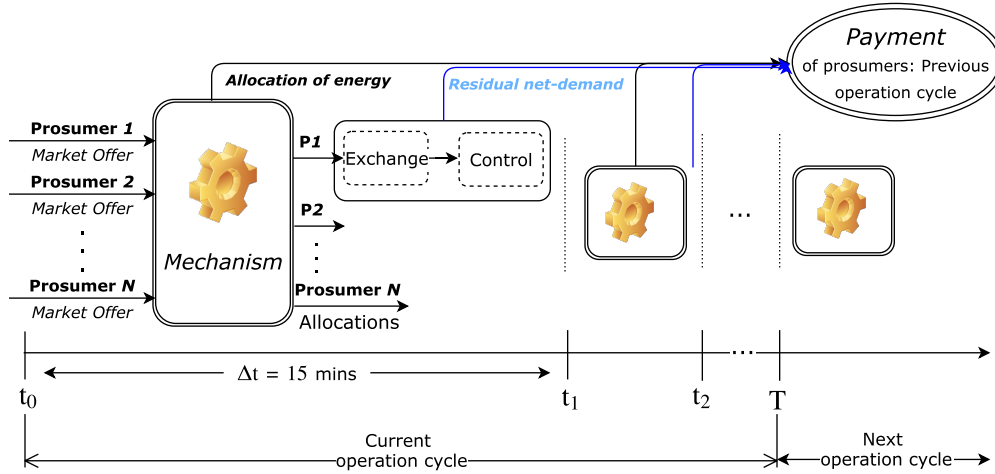 Payment
of prosumers: Previous
operation cycle
Allocation of energy
Residual net-demand
Prosumer 1
Market Offer
Prosumer 2
Market Offer
Prosumer N
Market Offer
Mechanism
P1
Exchange
Control
P2
Prosumer N
Allocations
...
...
Δt = 15 mins
t0
t1
t2
T
Current
operation cycle
Next
operation cycle